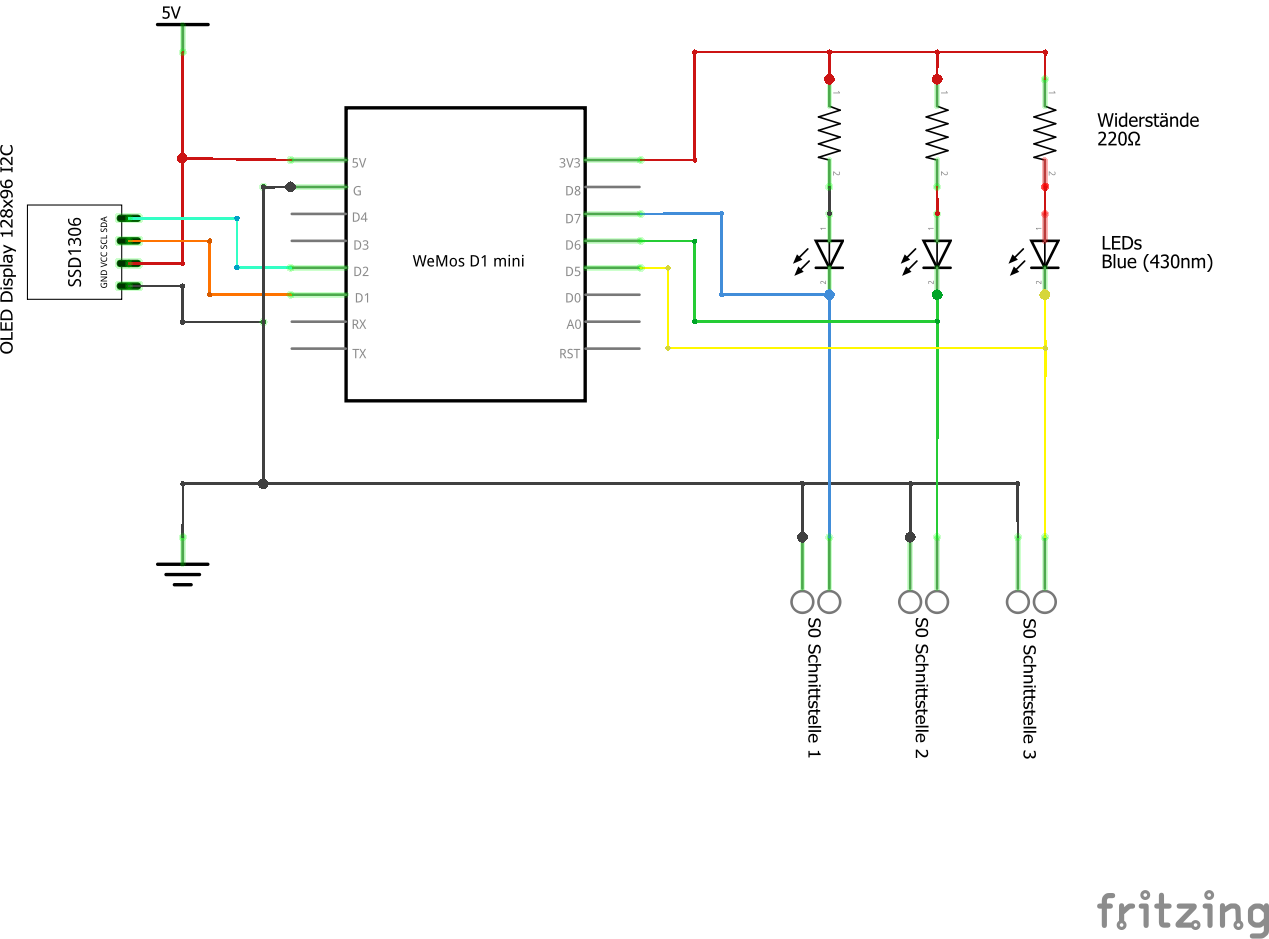 5V
OLED Display 128x96 I2C
SSD1306
GND VCC SCL SDA
WeMos D1 mini
5V
G
D4
D3
D2
D1
RX
TX
3V3
D8
D7
D6
D5
D0
A0
RST
1
1
1
2
2
2
Widerstände
220Ω
1
1
1
2
2
2
LEDs
Blue (430nm)
S0 Schnittstelle 1
S0 Schnittstelle 2
S0 Schnittstelle 3
fritzing